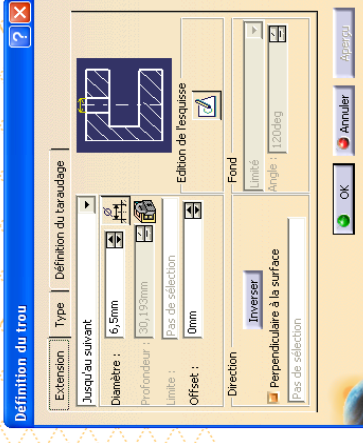 Définition du trou
Extension Type Définition du taraudage
Jusqu'au suivant
Diamètre : 6,5mm
Profondeur : 30,193mm
Limite : Pas de sélection
Offset : 0mm
Edition de l'esquisse
Direction
Inverser
Perpendiculaire à la surface
Pas de sélection
Fond
Limité
Angle : 120deg
OK Annuler Aperçu